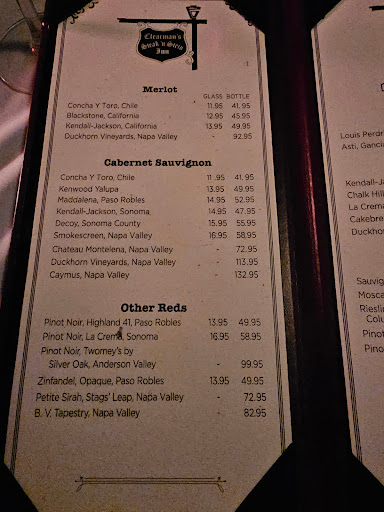 Clearman's
Steak 'n Stein
Inn
Merlot
GLASS BOTTLE
Concha Y Toro, Chile 11.95 41.95
Blackstone, California 12.95 45.95
Kendall-Jackson, California 13.95 49.95
Duckhorn Vineyards, Napa Valley - 92.95
Cabernet Sauvignon
Concha Y Toro, Chile 11.95 41.95
Kenwood Yalupa 13.95 49.95
Maddalena, Paso Robles 14.95 52.95
Kendall-Jackson, Sonoma 14.95 47.95
Decoy, Sonoma County 15.95 55.95
Smokescreen, Napa Valley 16.95 58.95
Chateau Montelena, Napa Valley - 72.95
Duckhorn Vineyards, Napa Valley - 113.95
Caymus, Napa Valley - 132.95
Other Reds
Pinot Noir, Highland 41, Paso Robles 13.95 49.95
Pinot Noir, La Crema, Sonoma 16.95 58.95
Pinot Noir, Twomey's by
Silver Oak, Anderson Valley - 99.95
Zinfandel, Opaque, Paso Robles 13.95 49.95
Petite Sirah, Stags' Leap, Napa Valley - 72.95
B. V. Tapestry, Napa Valley - 82.95
Louis Perdr
Asti, Gancia
Kendall-Ja
Chalk Hill
La Crema
Cakebre
Duckho
Sauvig
Mosca
Riesli
Colu
Pinot
Pinot